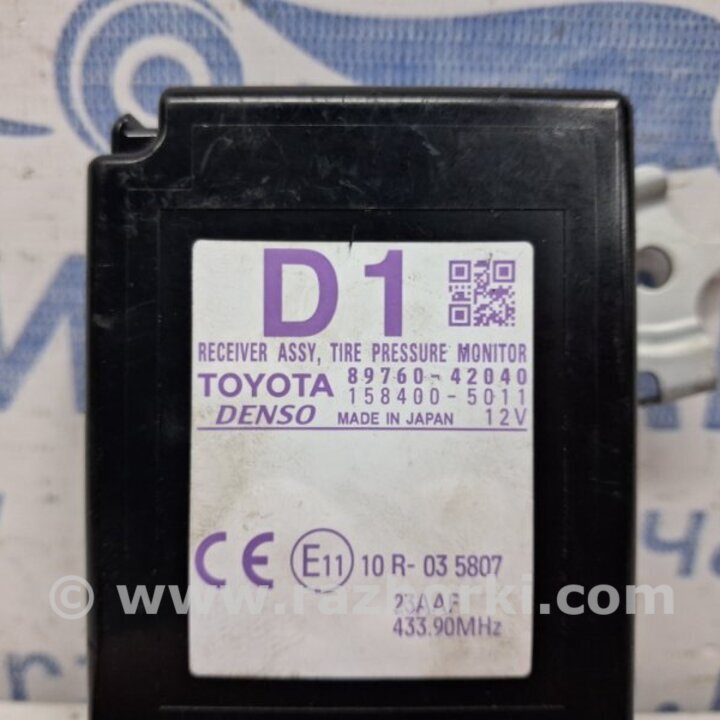 D1
RECEIVER ASSY, TIRE PRESSURE MONITOR
TOYOTA 89760-42040
158400-5011
DENSO MADE IN JAPAN 12V
CE E11 10 R- 03 5807
© www.razborki.com
23AAF
433.90MHz